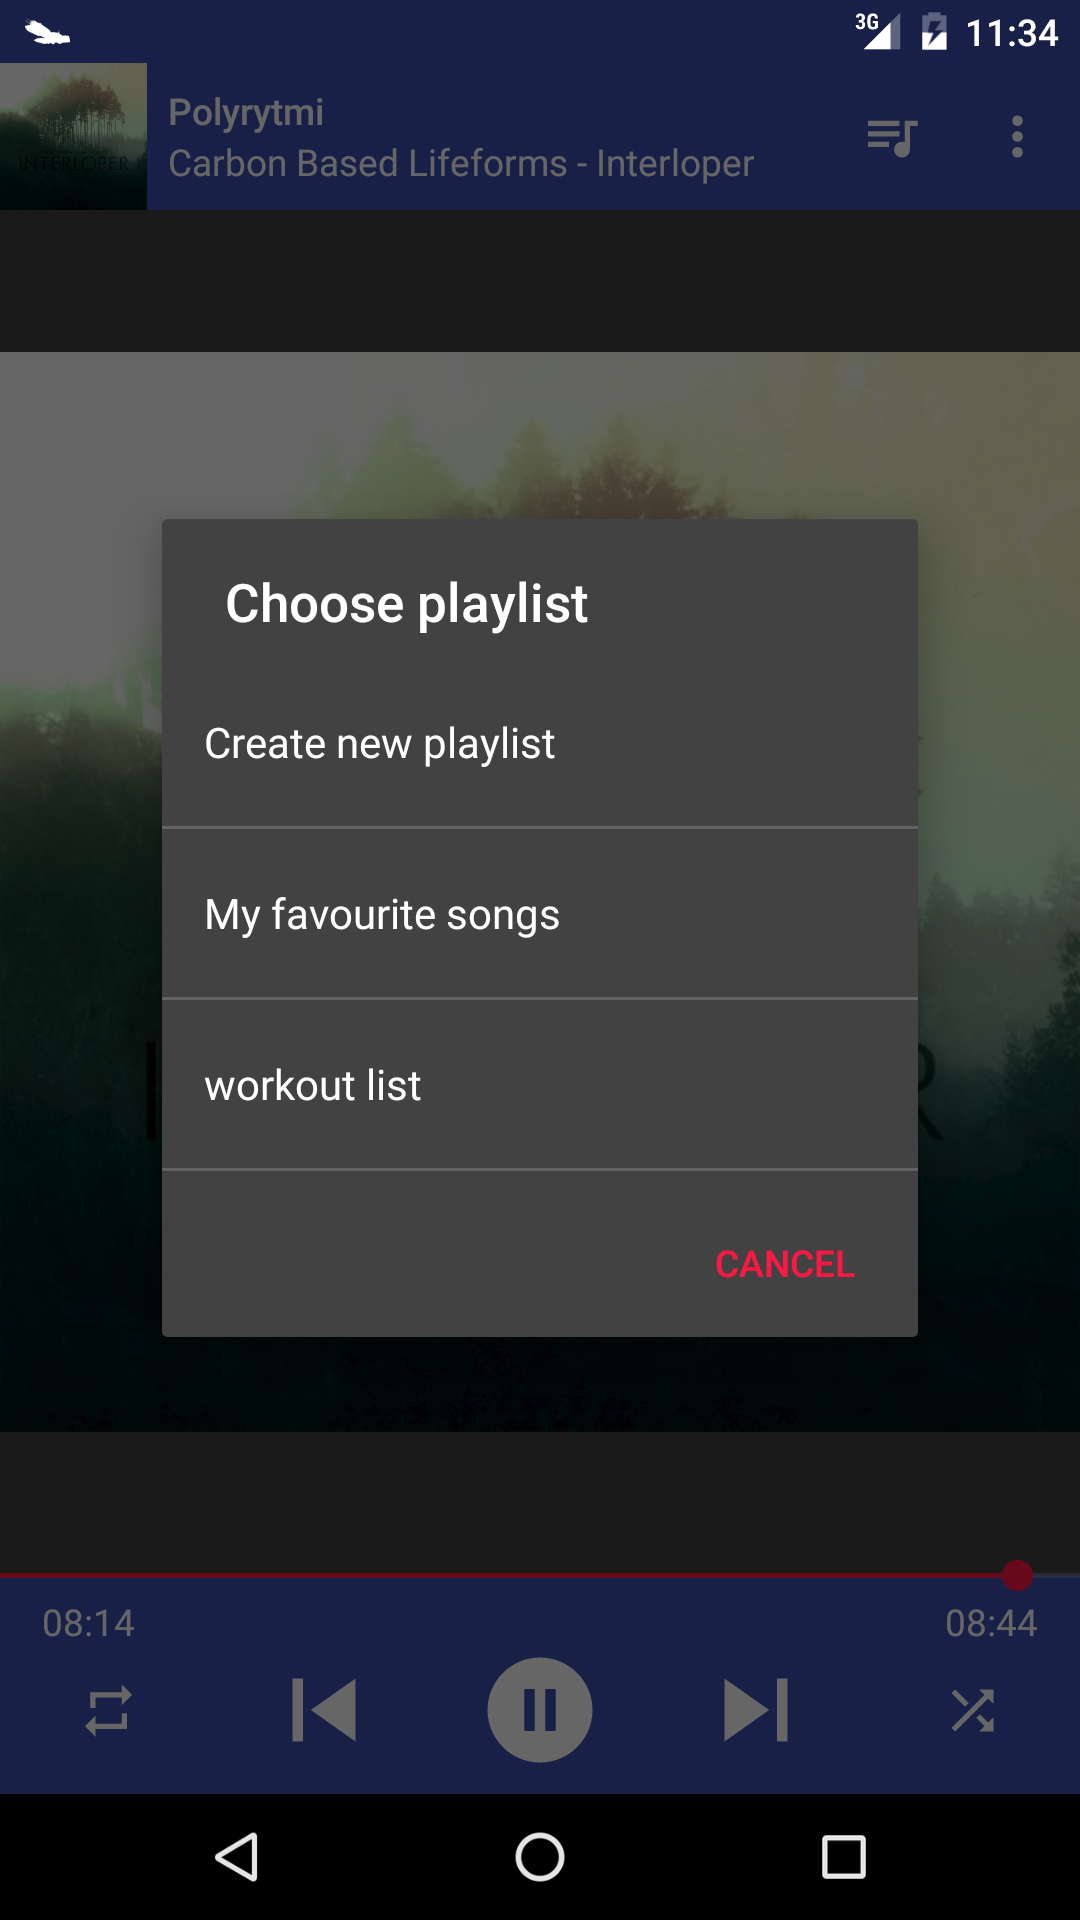 3G 11:34
Polyrytmi
Carbon Based Lifeforms - Interloper
INTERLOPER
Choose playlist
Create new playlist
My favourite songs
workout list
CANCEL
08:14 08:44